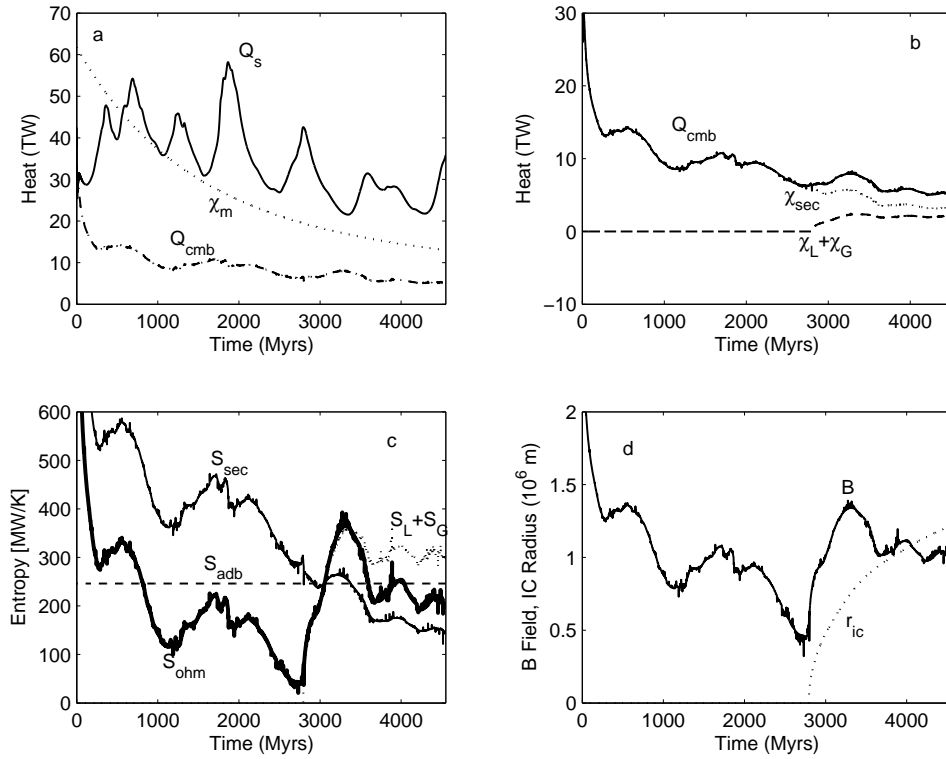 a
Q_s
χ_m
Q_cmb
Heat (TW)
70
60
50
40
30
20
10
0
0 1000 2000 3000 4000
Time (Myrs)
b
Q_cmb
χ_sec
χ_L+χ_G
Heat (TW)
30
20
10
0
−10
0 1000 2000 3000 4000
Time (Myrs)
c
S_sec
S_L+S_G
S_adb
S_ohm
Entropy [MW/K]
600
500
400
300
200
100
0
0 1000 2000 3000 4000
Time (Myrs)
d
B
r_ic
B Field, IC Radius (10^6 m)
2
1.5
1
0.5
0
0 1000 2000 3000 4000
Time (Myrs)